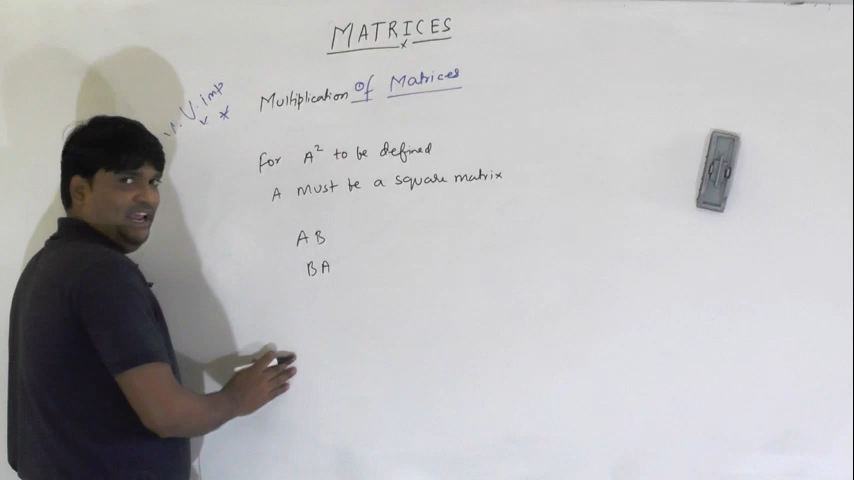 MATRICES
V. imp
Multiplication Of Matrices
For A² to be defined
A must be a square matrix
AB
BA